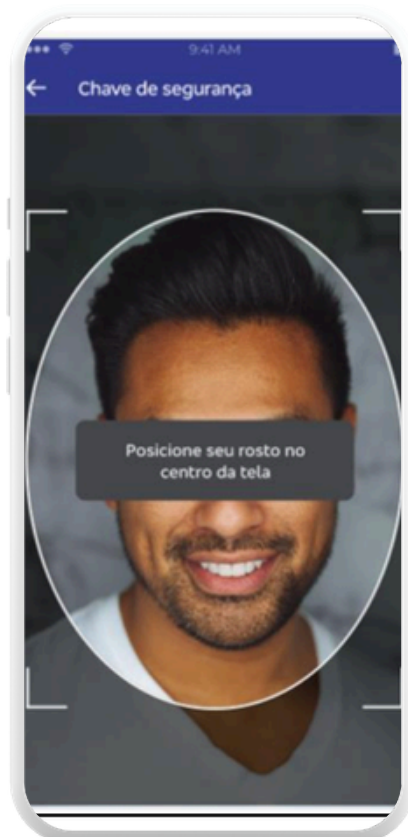 9:41 AM
Chave de segurança
Posicione seu rosto no
centro da tela